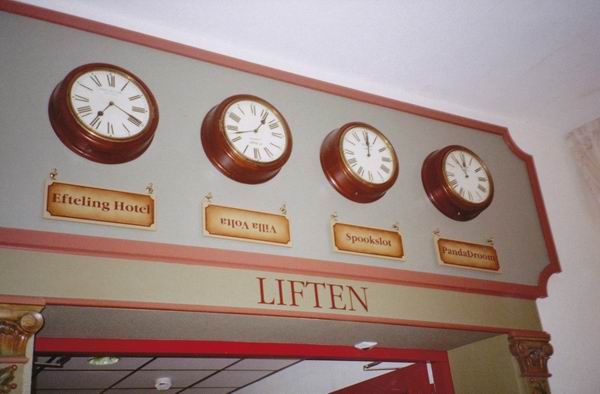 Efteling Hotel
Villa Volta
Spookslot
PandaDroom
LIFTEN